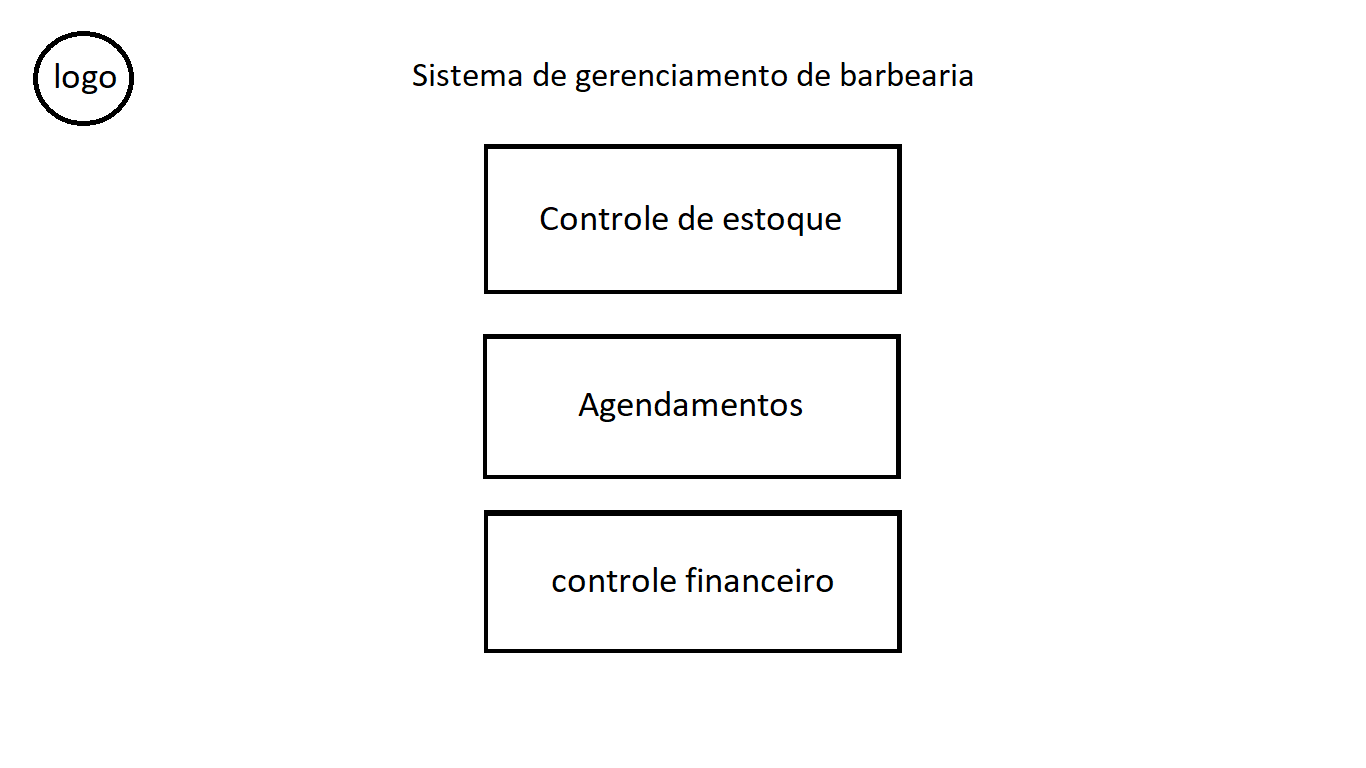 logo
Sistema de gerenciamento de barbearia
Controle de estoque
Agendamentos
controle financeiro